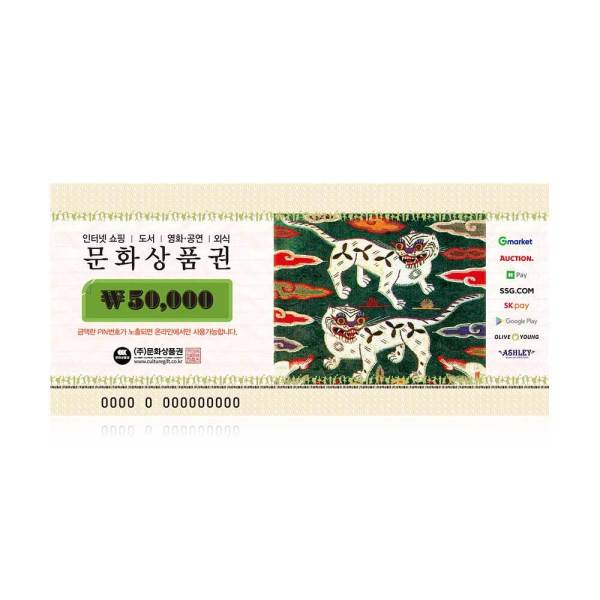 인터넷 쇼핑 | 도서 | 영화·공연 | 외식
문화상품권
₩50,000
금액란 PIN번호가 노출되면 온라인에서만 사용가능합니다.
(주)문화상품권
www.culturegift.co.kr
0000 0 000000000
Gmarket
AUCTION.
N Pay
SSG.COM
SK pay
Google Play
OLIVE YOUNG
ASHLEY